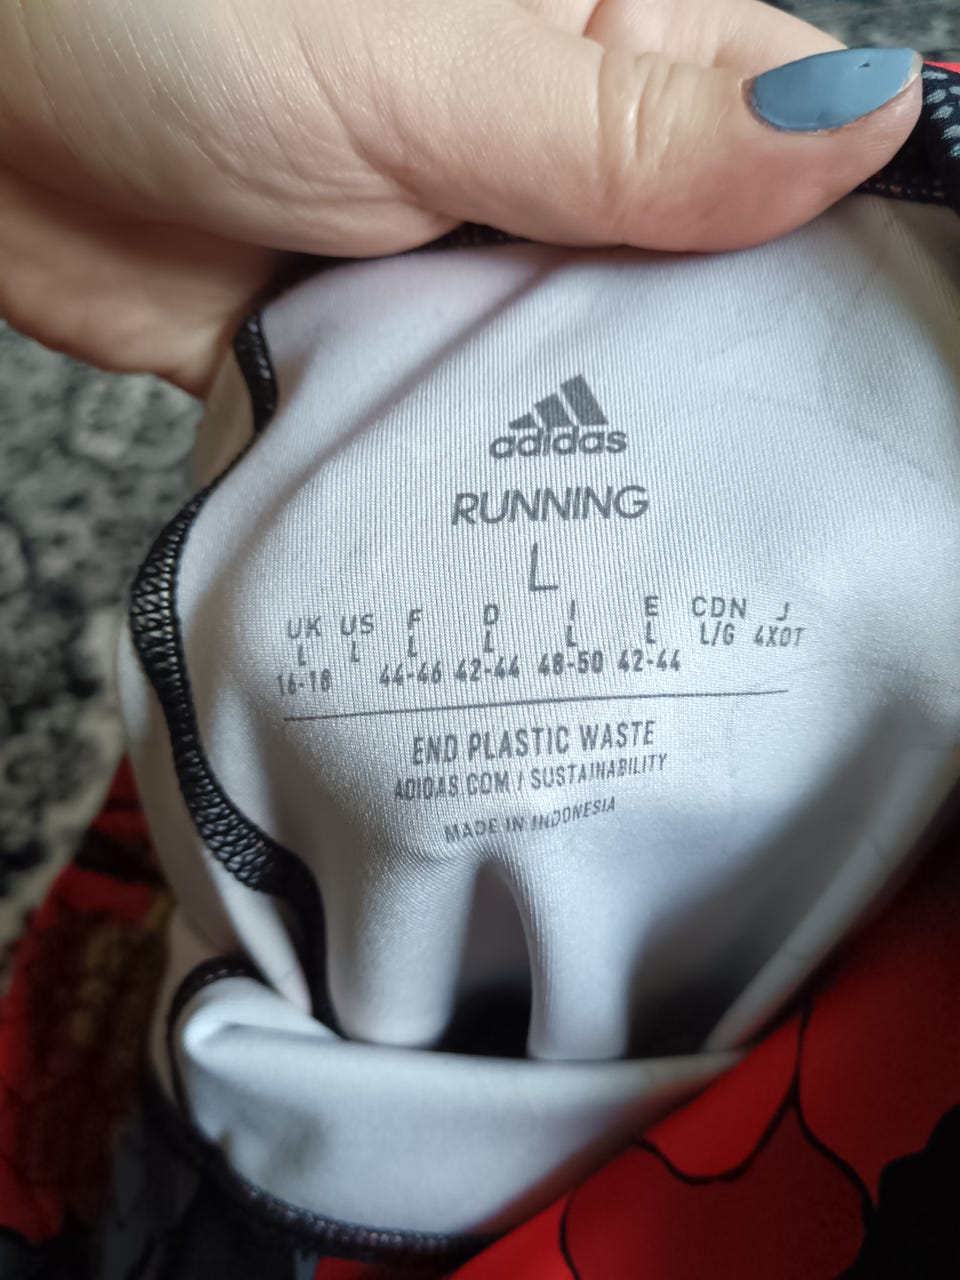 adidas
RUNNING
L
UK US F D I E CDN J
L L L L L L L/G 4XOT
16-18 44-46 42-44 48-50 42-44
END PLASTIC WASTE
ADIDAS.COM / SUSTAINABILITY
MADE IN INDONESIA